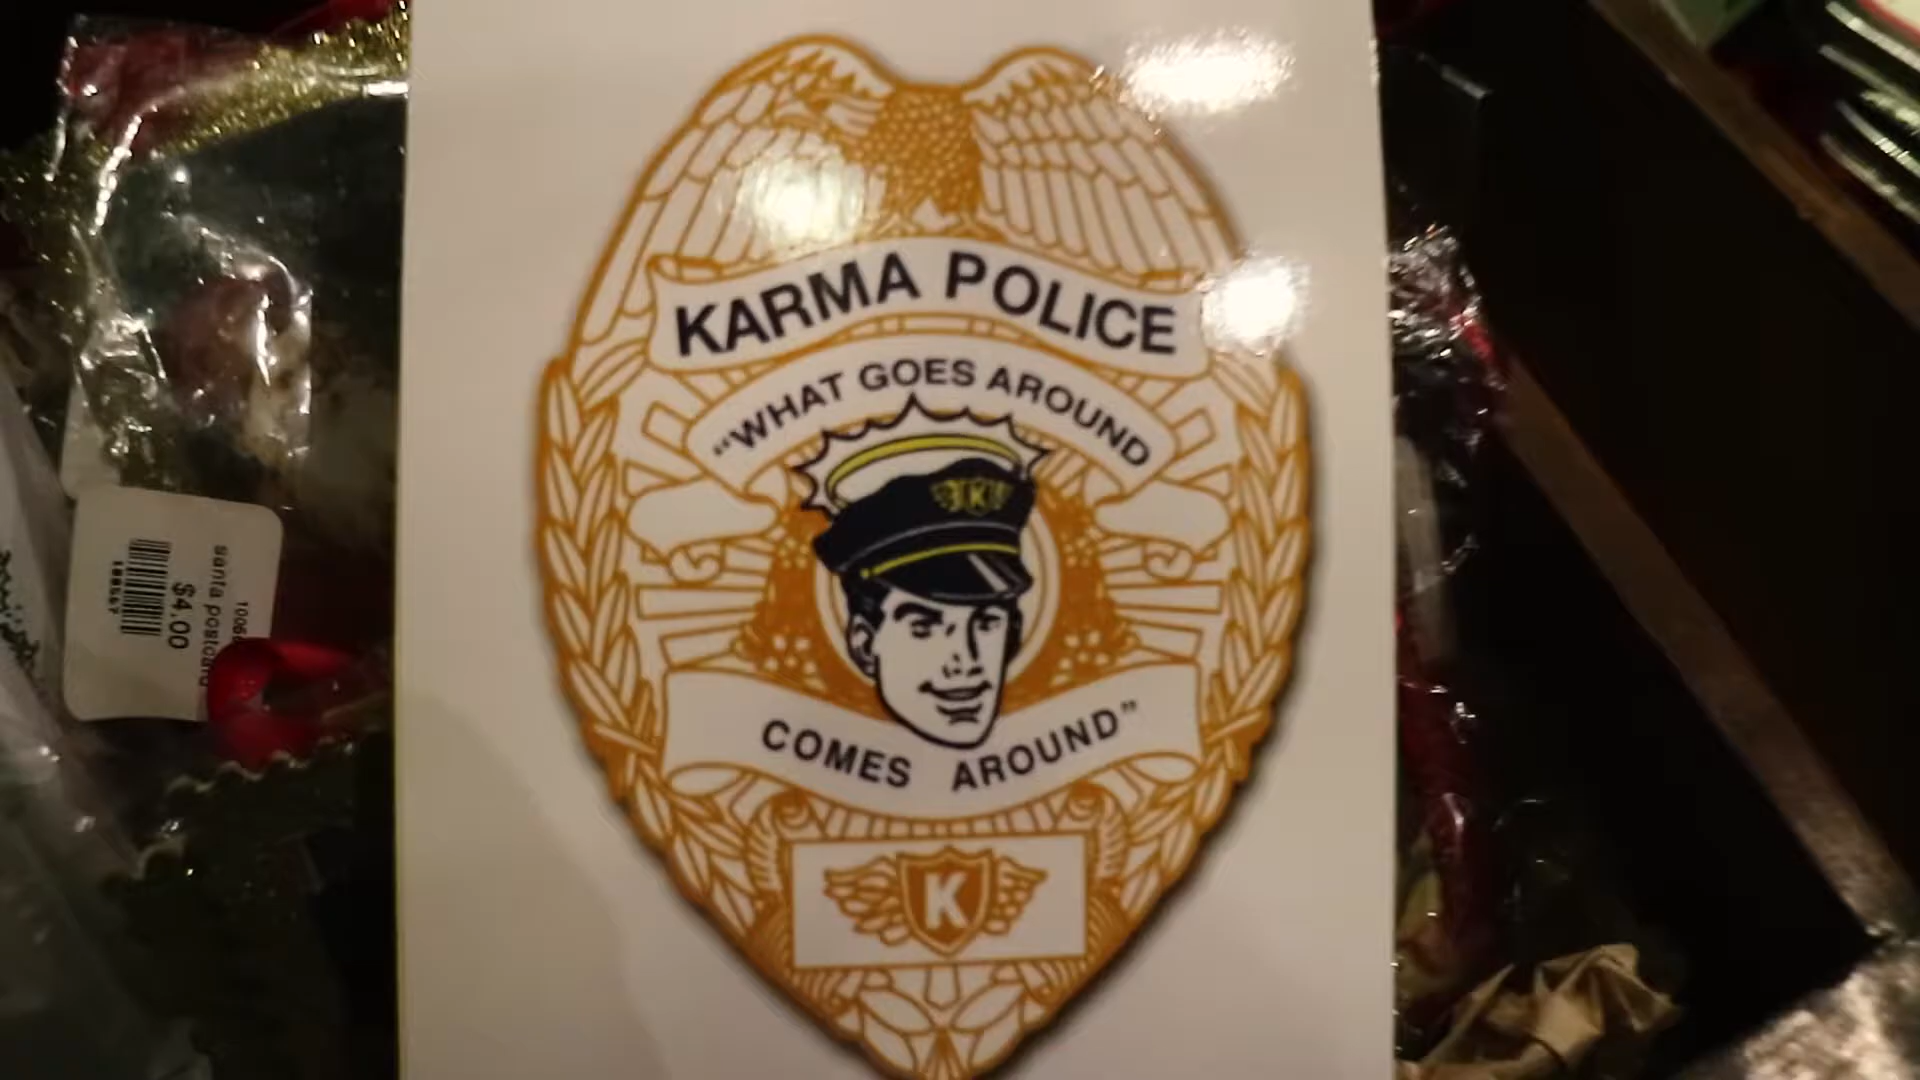 KARMA POLICE
"WHAT GOES AROUND
K
COMES AROUND"
K
santa postcard
$4.00